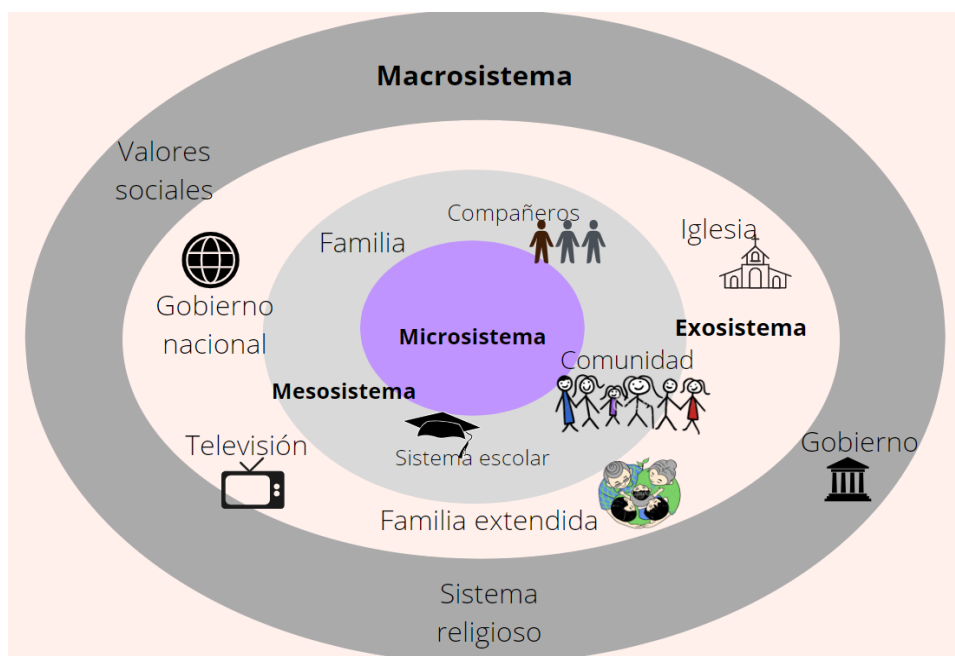 Macrosistema
Valores
sociales
Compañeros
Familia
Iglesia
Gobierno
nacional
Exosistema
Microsistema
Comunidad
Mesosistema
Televisión
Sistema escolar
Gobierno
Familia extendida
Sistema
religioso